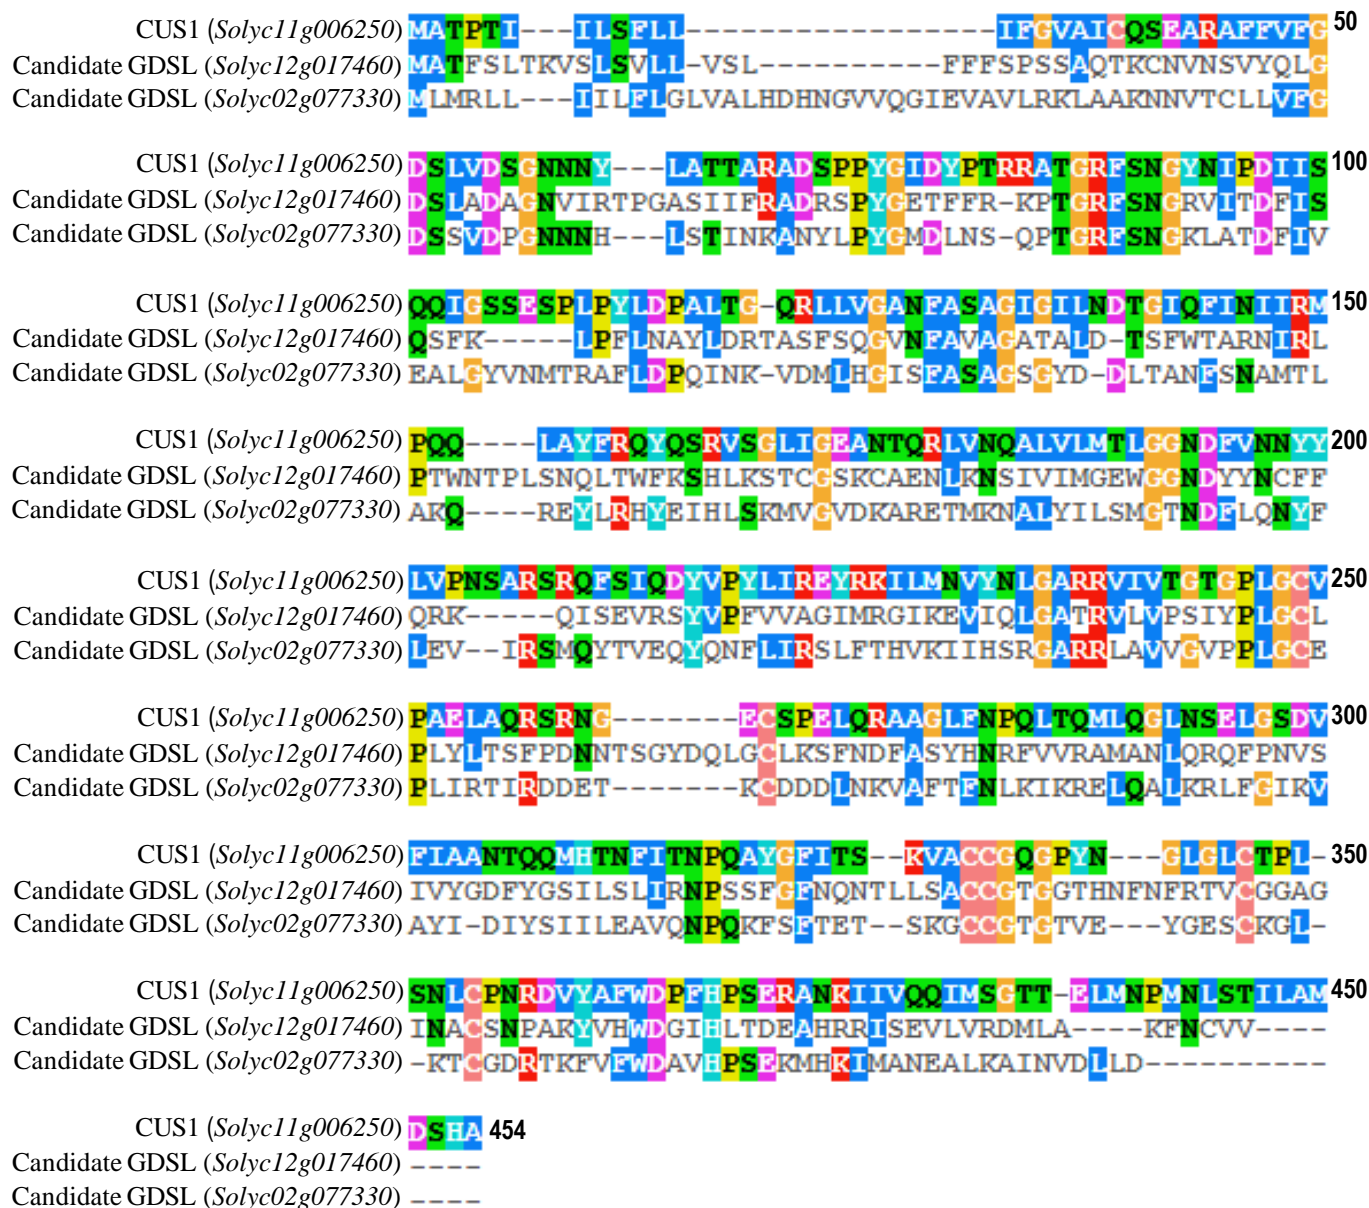 CUS1 (Solyc11g006250) MATPTI---ILSFLL-----------------IFGVAICQSEARAFFVFG 50
Candidate GDSL (Solyc12g017460) MATFSLTKVSLSVLL-VSL----------FFFSPSSAQTKCNVNSVYQLG
Candidate GDSL (Solyc02g077330) MLMRLL---IILFLGLVALHDHNGVVQGIEVAVLRKLAAKNNVTCLLVFG
CUS1 (Solyc11g006250) DSLVDSGNNNY---LATTARADSPPYGIDYPTRRATGRFSNGYNIPDIIS 100
Candidate GDSL (Solyc12g017460) DSLADAGNVIRTPGASIIFRADRSPYGETFFR-KPTGRFSNGRVITDFIS
Candidate GDSL (Solyc02g077330) DSSVDPGNNNH---LSTINKANYLPYGMDLNS-QPTGRFSNGKLATDFIV
CUS1 (Solyc11g006250) QQIGSSESPLPYLDPALTG-QRLLVGANFASAGIGILNDTGIQFINIIRM 150
Candidate GDSL (Solyc12g017460) QSFK-----LPFLNAYLDRTASFSQGVNFAVAGATALD-TSFWTARNIRL
Candidate GDSL (Solyc02g077330) EALGYVNMTRAFLDPQINK-VDMLHGISFASAGSGYD-DLTANFSNAMTL
CUS1 (Solyc11g006250) PQQ----LAYFRQYQSRVSGLIGEANTQRLVNQALVLMTLGGNDFVNNYY 200
Candidate GDSL (Solyc12g017460) PTWNTPLSNQLTWFKSHLKSTCGSKCAENLKNSIVIMGEWGGNDYYNCFF
Candidate GDSL (Solyc02g077330) AKQ----REYLRHYEIHLSKMVGVDKARETMKNALYILSMGTNDFLQNYF
CUS1 (Solyc11g006250) LVPNSARSRQFSIQDYVPYLIREYRKILMNVYNLGARRVIVTGTGPLGCV 250
Candidate GDSL (Solyc12g017460) QRK-----QISEVRSYVPFVVAGIMRGIKEVIQLGATRVLVPSIYPLGCL
Candidate GDSL (Solyc02g077330) LEV--IRSMQYTVEQYQNFLIRSLFTHVKIIHSRGARRLAVVGVPPLGCE
CUS1 (Solyc11g006250) PAELAQRSRNG-------ECSPELQRAAGLFNPQLTQMLQGLNSELGSDV 300
Candidate GDSL (Solyc12g017460) PLYLTSFPDNNTSGYDQLGCLKSFNDFASYHNRFVVRAMANLQRQFPNVS
Candidate GDSL (Solyc02g077330) PLIRTIRDDET-------KCDDDLNKVAFTFNLKIKRELQALKRLFGIKV
CUS1 (Solyc11g006250) FIAANTQQMHTNFITNPQAYGFITS--KVACCGQGPYN---GLGLCTPL- 350
Candidate GDSL (Solyc12g017460) IVYGDFYGSILSLIRNPSSFGFNQNTLLSACCGTGGTHNFNFRTVCGGAG
Candidate GDSL (Solyc02g077330) AYI-DIYSIILEAVQNPQKFSFTET--SKGCCGTGTVE---YGESCKGL-
CUS1 (Solyc11g006250) SNLCPNRDVYAFWDPFHPSERANKIIVQQIMSGTT-ELMNPMNLSTILAM 450
Candidate GDSL (Solyc12g017460) INACSNPAKYVHWDGIHLTDEAHRRISEVLVRDMLA----KFNCVV----
Candidate GDSL (Solyc02g077330) -KTCGDRTKFVFWDAVHPSEKMHKIMANEALKAINVDLLD----------
CUS1 (Solyc11g006250) DSHA 454
Candidate GDSL (Solyc12g017460) ----
Candidate GDSL (Solyc02g077330) ----